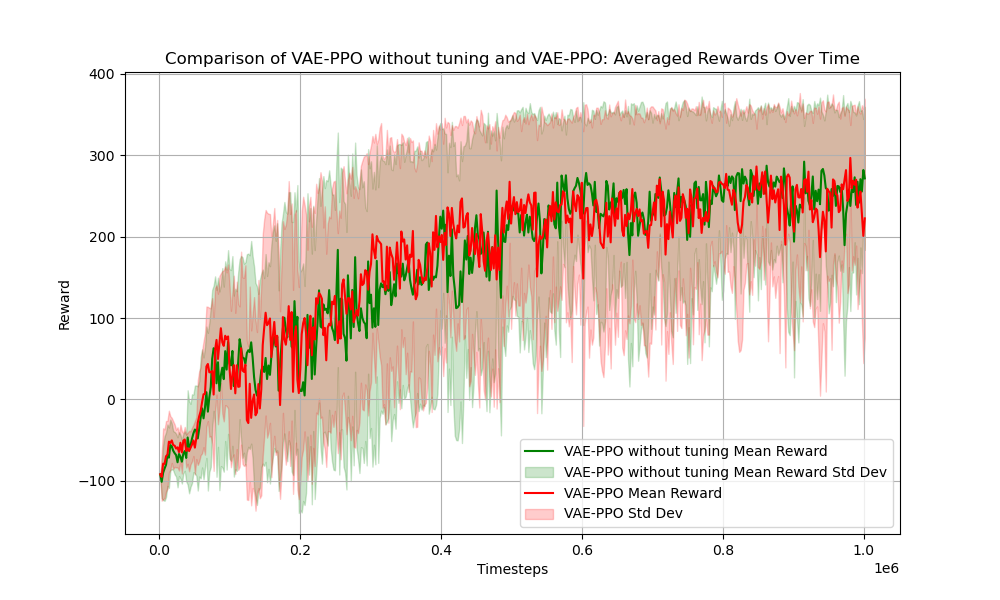 Comparison of VAE-PPO without tuning and VAE-PPO: Averaged Rewards Over Time
400
300
200
100
0
−100
Reward
VAE-PPO without tuning Mean Reward
VAE-PPO without tuning Mean Reward Std Dev
VAE-PPO Mean Reward
VAE-PPO Std Dev
0.0 0.2 0.4 0.6 0.8 1.0
1e6
Timesteps